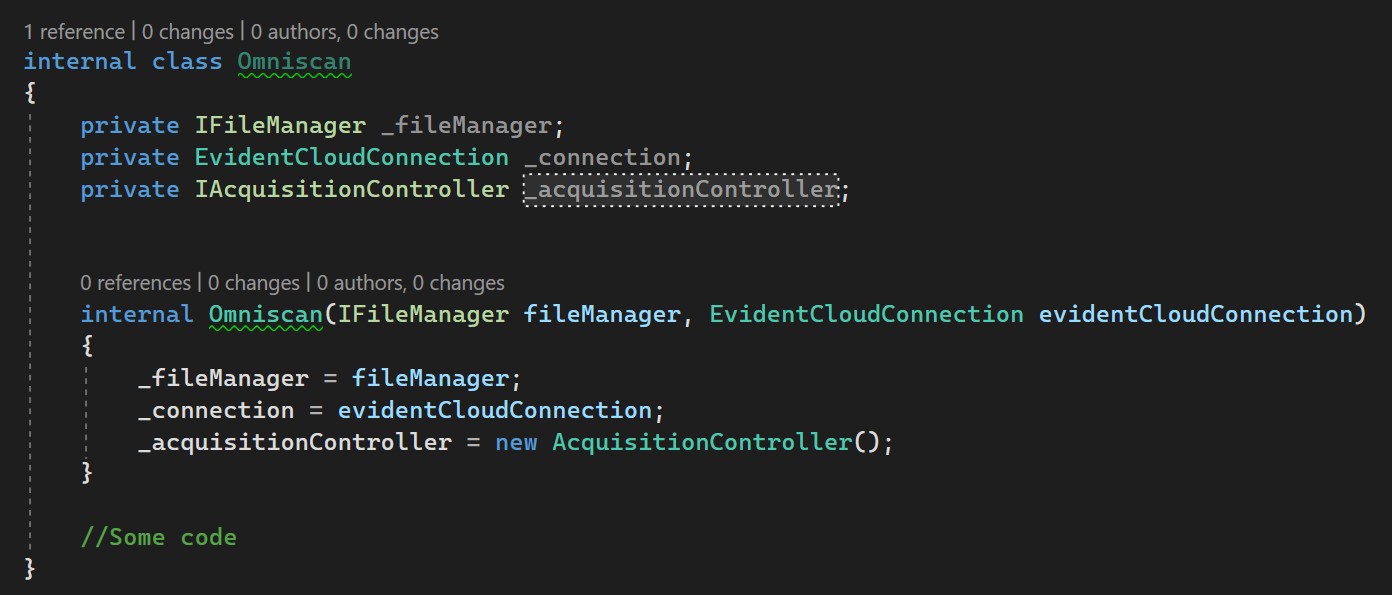 1 reference | 0 changes | 0 authors, 0 changes
internal class Omniscan
{
private IFileManager _fileManager;
private EvidentCloudConnection _connection;
private IAcquisitionController _acquisitionController;
0 references | 0 changes | 0 authors, 0 changes
internal Omniscan(IFileManager fileManager, EvidentCloudConnection evidentCloudConnection)
{
_fileManager = fileManager;
_connection = evidentCloudConnection;
_acquisitionController = new AcquisitionController();
}
//Some code
}